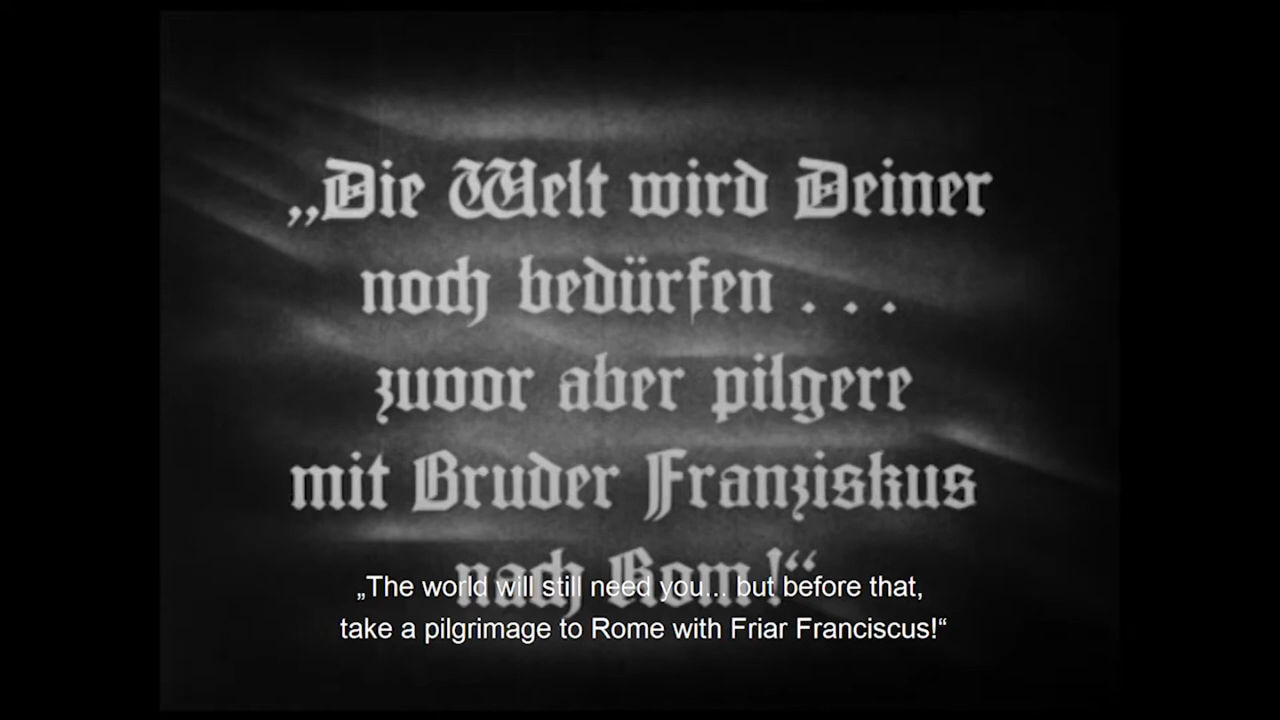 „Die Welt wird Deiner
noch bedürfen . . .
zuvor aber pilgere
mit Bruder Franziskus
nach Rom!“
„The world will still need you... but before that,
take a pilgrimage to Rome with Friar Franciscus!“